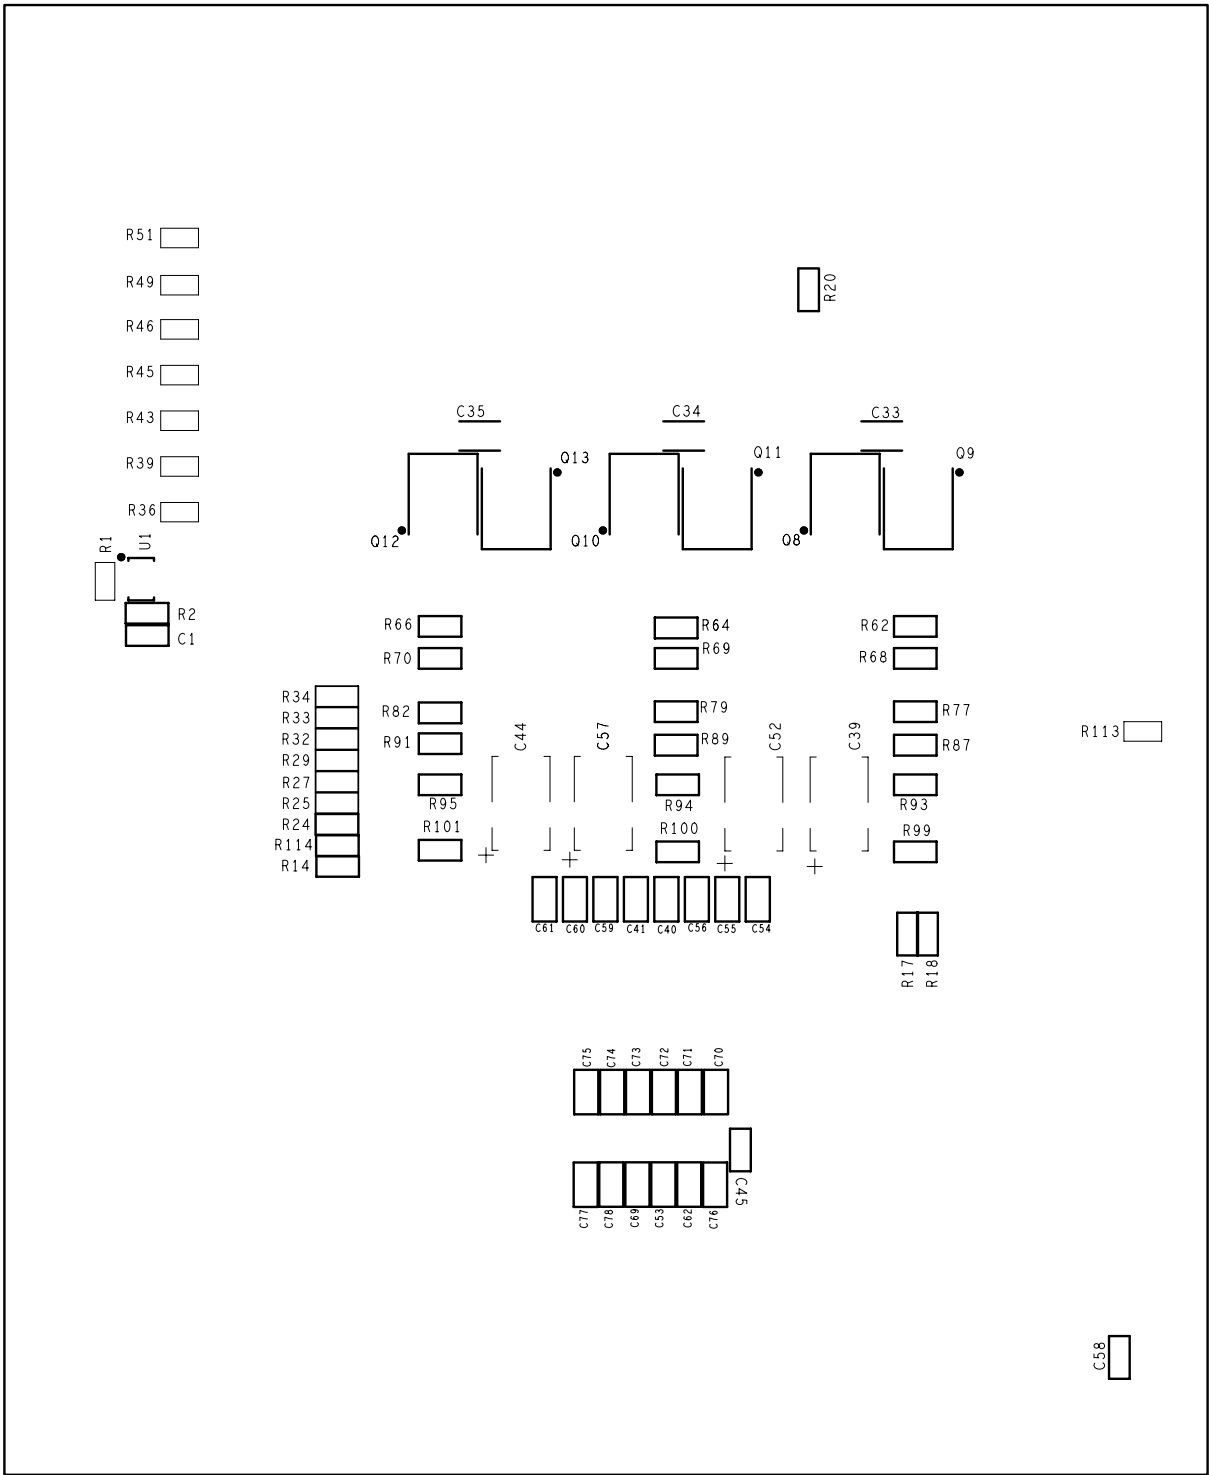 R51
R49
R20
R46
R45
C35 C34 C33
R43
Q13 Q11 Q9
R39
R36
Q12 Q10 Q8
R1 U1
R2
C1
R66 R64 R62
R70 R69 R68
R34
R82 R79 R77
R33
R113
R32 R91 C44 C57 R89 C52 C39 R87
R29
R27
R25 R95 R94 R93
R24 R101 R100 R99
R114
R14
+ + + +
C61 C60 C59 C41 C40 C56 C55 C54
R17 R18
C75 C74 C73 C72 C71 C70
C45
C77 C78 C69 C53 C62 C76
C58